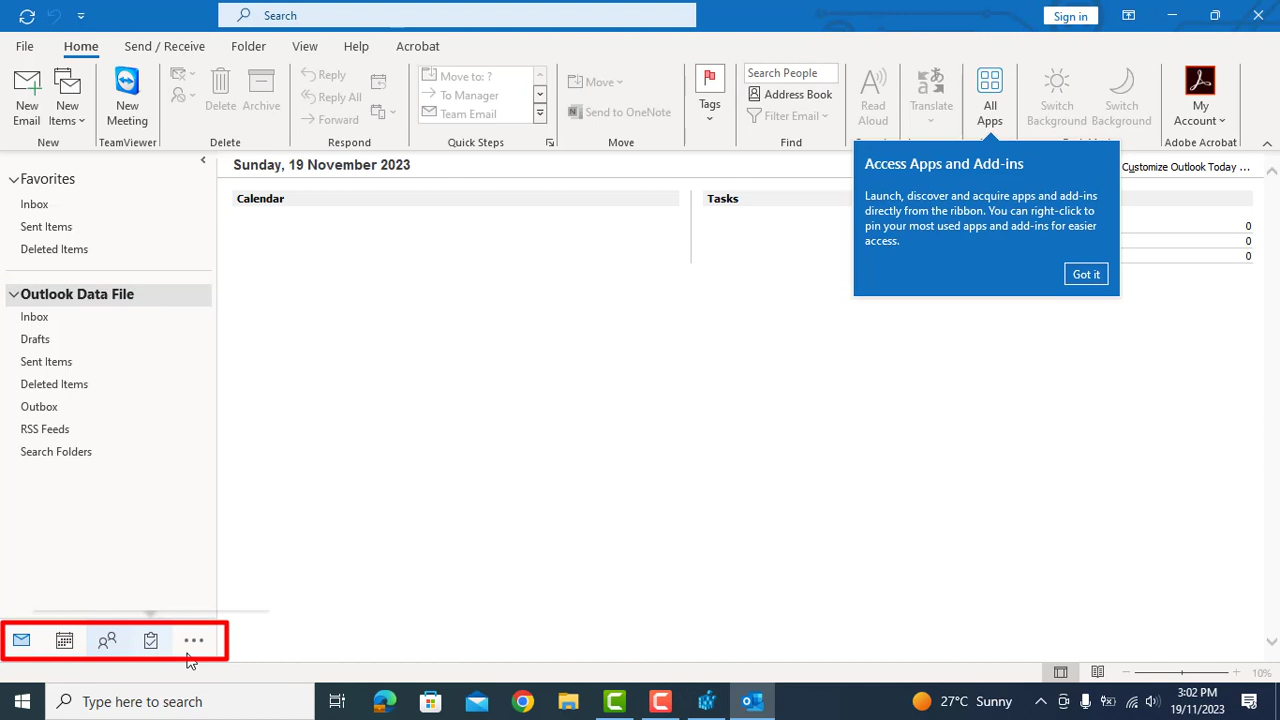 Search
Sign in
File Home Send / Receive Folder View Help Acrobat
New Email
New Items
New
New Meeting
TeamViewer
Delete
Archive
Delete
Reply
Reply All
Forward
Respond
Move to: ?
To Manager
Team Email
Quick Steps
Move
Send to OneNote
Move
Tags
Search People
Address Book
Filter Email
Find
Read Aloud
Translate
All Apps
Switch Background
Switch Background
My Account
Adobe Acrobat
Favorites
Inbox
Sent Items
Deleted Items
Outlook Data File
Inbox
Drafts
Sent Items
Deleted Items
Outbox
RSS Feeds
Search Folders
Sunday, 19 November 2023
Customize Outlook Today ...
Calendar
Tasks
0
0
0
Access Apps and Add-ins
Launch, discover and acquire apps and add-ins
directly from the ribbon. You can right-click to
pin your most used apps and add-ins for easier
access.
Got it
10%
Type here to search
27°C Sunny
3:02 PM
19/11/2023